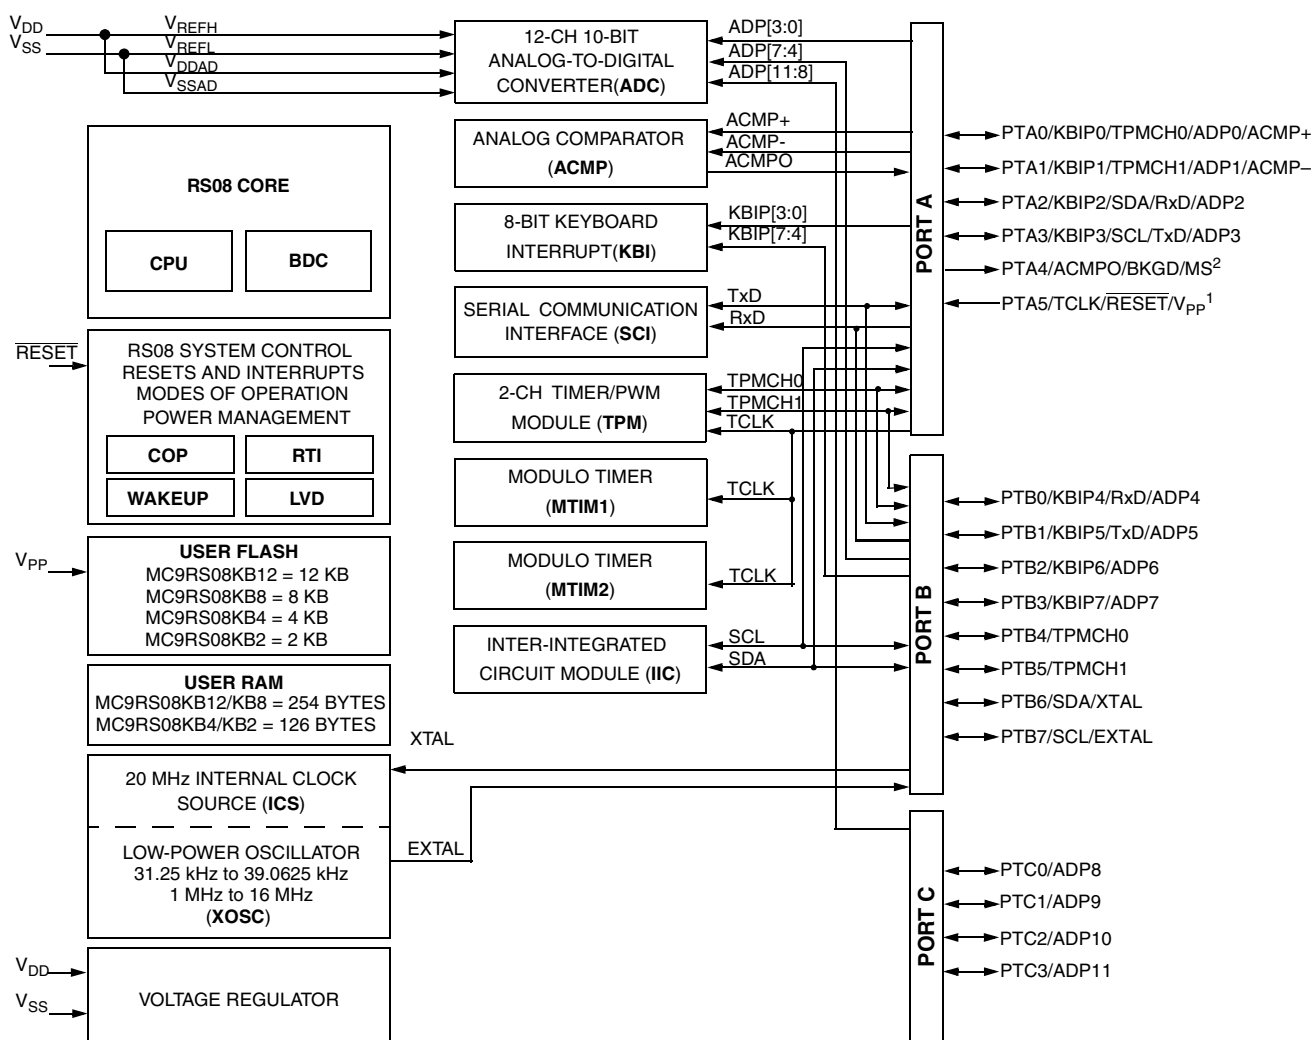 VDD
VSS
VREFH
VREFL
VDDAD
VSSAD
12-CH 10-BIT
ANALOG-TO-DIGITAL
CONVERTER(ADC)
ADP[3:0]
ADP[7:4]
ADP[11:8]
RS08 CORE
CPU
BDC
ANALOG COMPARATOR
(ACMP)
ACMP+
ACMP-
ACMPO
8-BIT KEYBOARD
INTERRUPT(KBI)
KBIP[3:0]
KBIP[7:4]
SERIAL COMMUNICATION
INTERFACE (SCI)
TxD
RxD
RESET
RS08 SYSTEM CONTROL
RESETS AND INTERRUPTS
MODES OF OPERATION
POWER MANAGEMENT
COP
RTI
WAKEUP
LVD
2-CH TIMER/PWM
MODULE (TPM)
TPMCH0
TPMCH1
TCLK
MODULO TIMER
(MTIM1)
TCLK
VPP
USER FLASH
MC9RS08KB12 = 12 KB
MC9RS08KB8 = 8 KB
MC9RS08KB4 = 4 KB
MC9RS08KB2 = 2 KB
MODULO TIMER
(MTIM2)
TCLK
INTER-INTEGRATED
CIRCUIT MODULE (IIC)
SCL
SDA
USER RAM
MC9RS08KB12/KB8 = 254 BYTES
MC9RS08KB4/KB2 = 126 BYTES
XTAL
20 MHz INTERNAL CLOCK
SOURCE (ICS)
LOW-POWER OSCILLATOR
31.25 kHz to 39.0625 kHz
1 MHz to 16 MHz
(XOSC)
EXTAL
VDD
VSS
VOLTAGE REGULATOR
PORT A
PTA0/KBIP0/TPMCH0/ADP0/ACMP+
PTA1/KBIP1/TPMCH1/ADP1/ACMP–
PTA2/KBIP2/SDA/RxD/ADP2
PTA3/KBIP3/SCL/TxD/ADP3
PTA4/ACMPO/BKGD/MS2
PTA5/TCLK/RESET/VPP1
PORT B
PTB0/KBIP4/RxD/ADP4
PTB1/KBIP5/TxD/ADP5
PTB2/KBIP6/ADP6
PTB3/KBIP7/ADP7
PTB4/TPMCH0
PTB5/TPMCH1
PTB6/SDA/XTAL
PTB7/SCL/EXTAL
PORT C
PTC0/ADP8
PTC1/ADP9
PTC2/ADP10
PTC3/ADP11